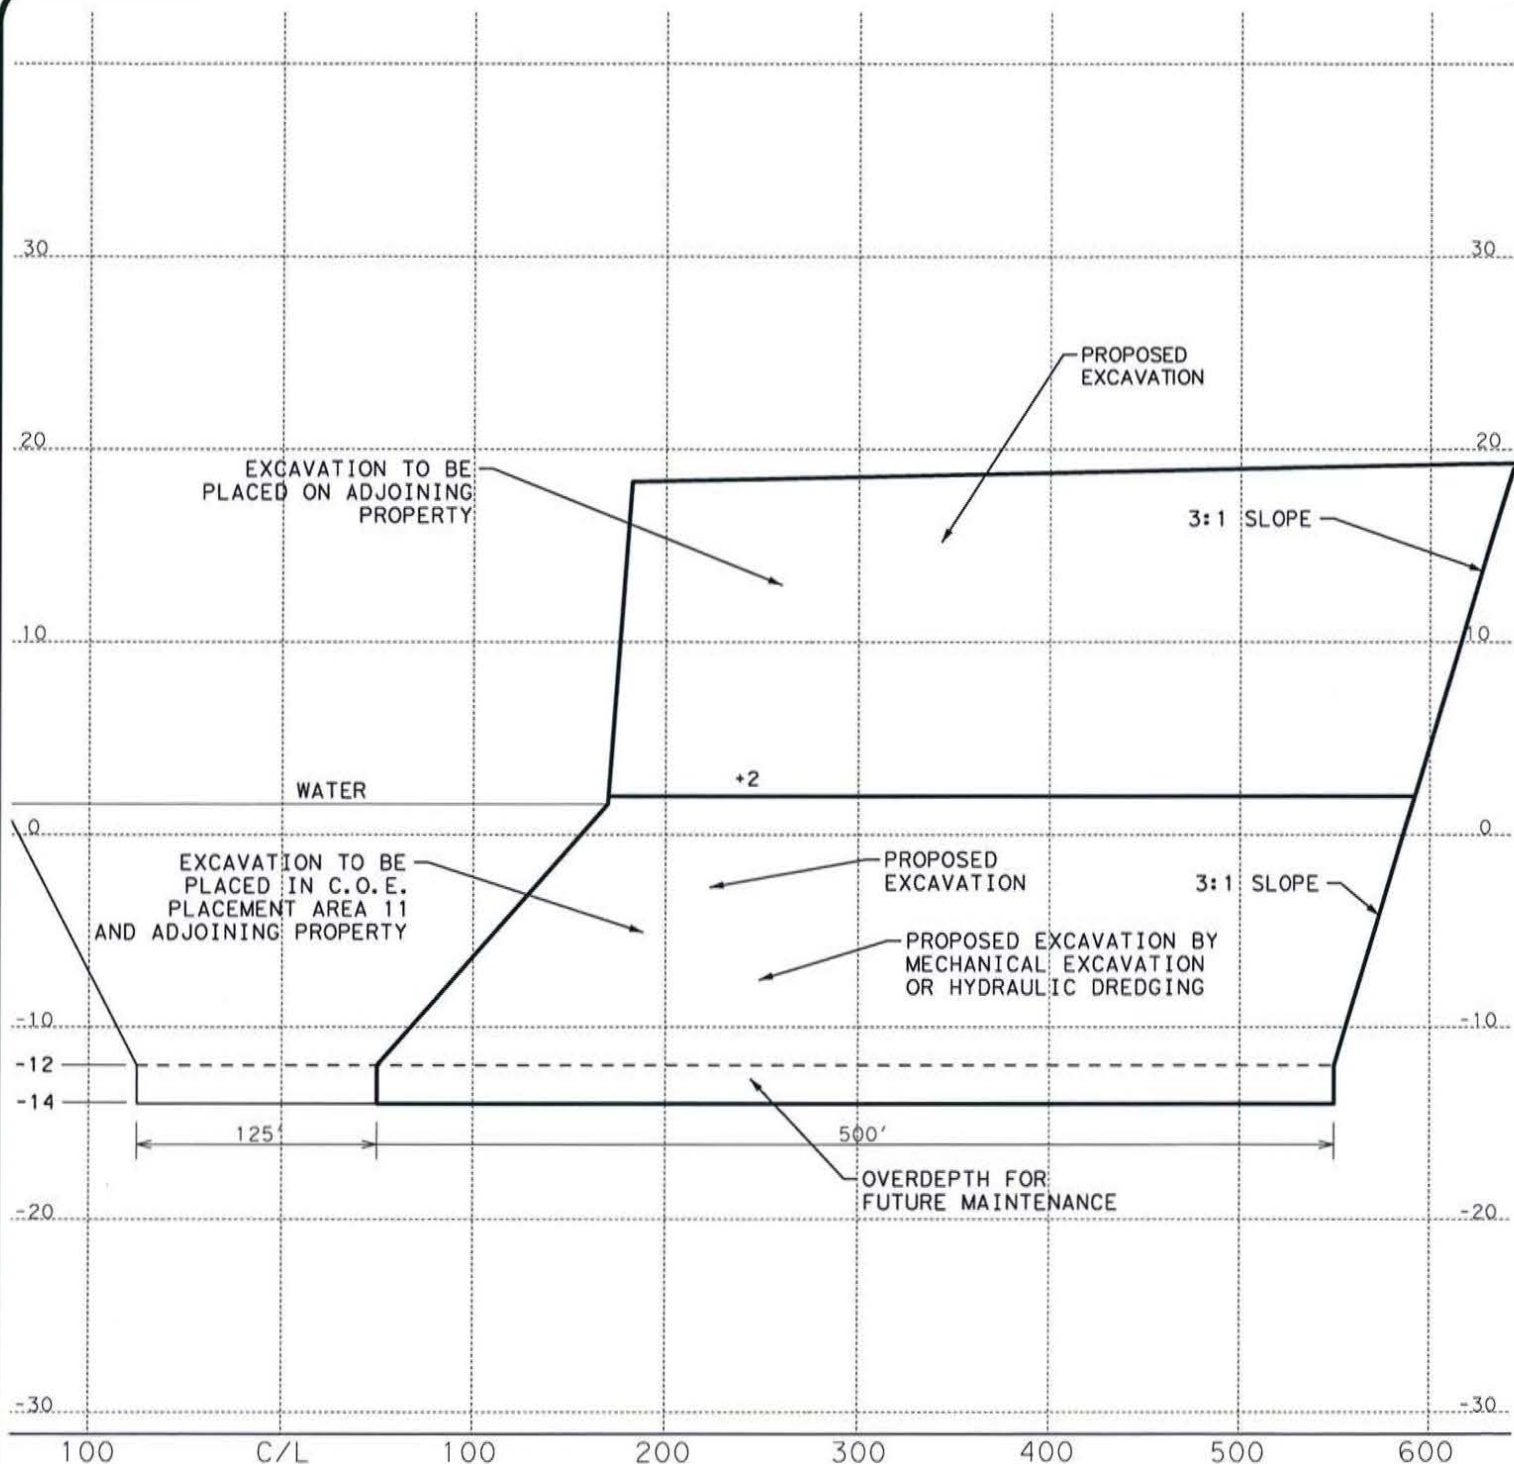 30
30
PROPOSED
EXCAVATION
20
20
EXCAVATION TO BE
PLACED ON ADJOINING
PROPERTY
3:1 SLOPE
10
10
+2
WATER
0
0
EXCAVATION TO BE
PLACED IN C.O.E.
PLACEMENT AREA 11
AND ADJOINING PROPERTY
PROPOSED
EXCAVATION
3:1 SLOPE
PROPOSED EXCAVATION BY
MECHANICAL EXCAVATION
OR HYDRAULIC DREDGING
-10
-10
-12
-14
125'
500'
OVERDEPTH FOR
FUTURE MAINTENANCE
-20
-20
-30
-30
100 C/L 100 200 300 400 500 600